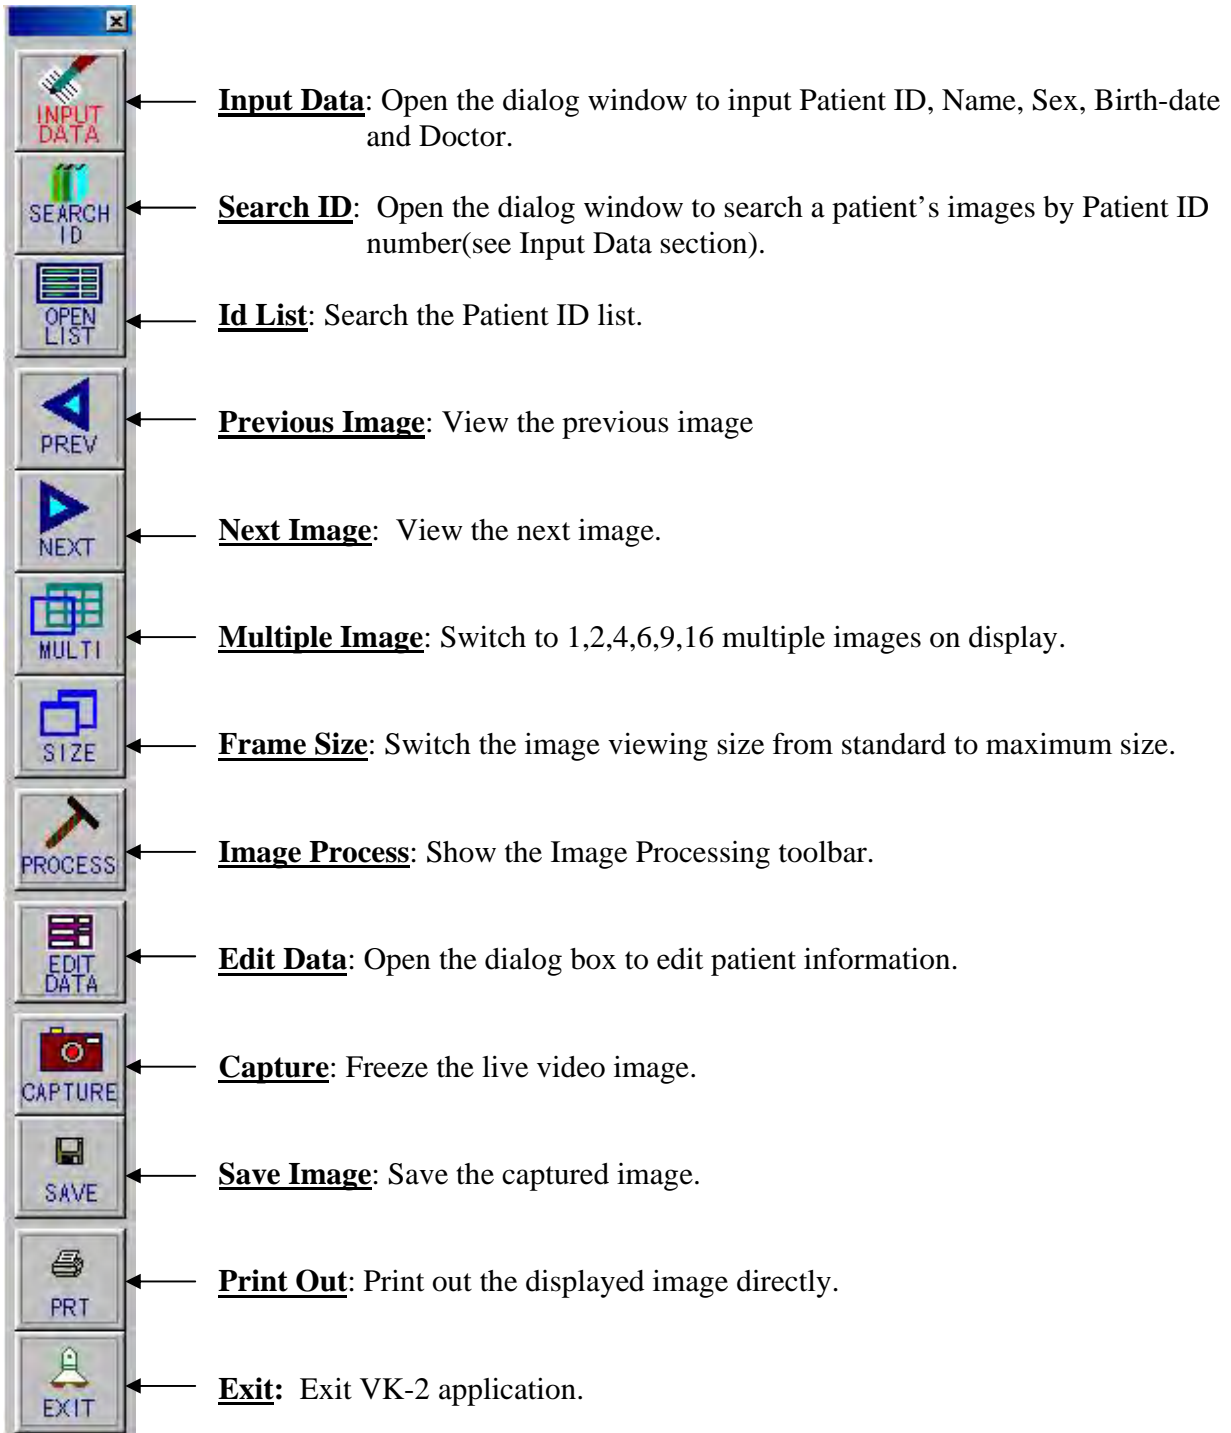 INPUT
DATA
Input Data: Open the dialog window to input Patient ID, Name, Sex, Birth-date
and Doctor.
SEARCH
ID
Search ID:  Open the dialog window to search a patient’s images by Patient ID
number(see Input Data section).
OPEN
LIST
Id List: Search the Patient ID list.
PREV
Previous Image: View the previous image
NEXT
Next Image:  View the next image.
MULTI
Multiple Image: Switch to 1,2,4,6,9,16 multiple images on display.
SIZE
Frame Size: Switch the image viewing size from standard to maximum size.
PROCESS
Image Process: Show the Image Processing toolbar.
EDIT
DATA
Edit Data: Open the dialog box to edit patient information.
CAPTURE
Capture: Freeze the live video image.
SAVE
Save Image: Save the captured image.
PRT
Print Out: Print out the displayed image directly.
EXIT
Exit:  Exit VK-2 application.